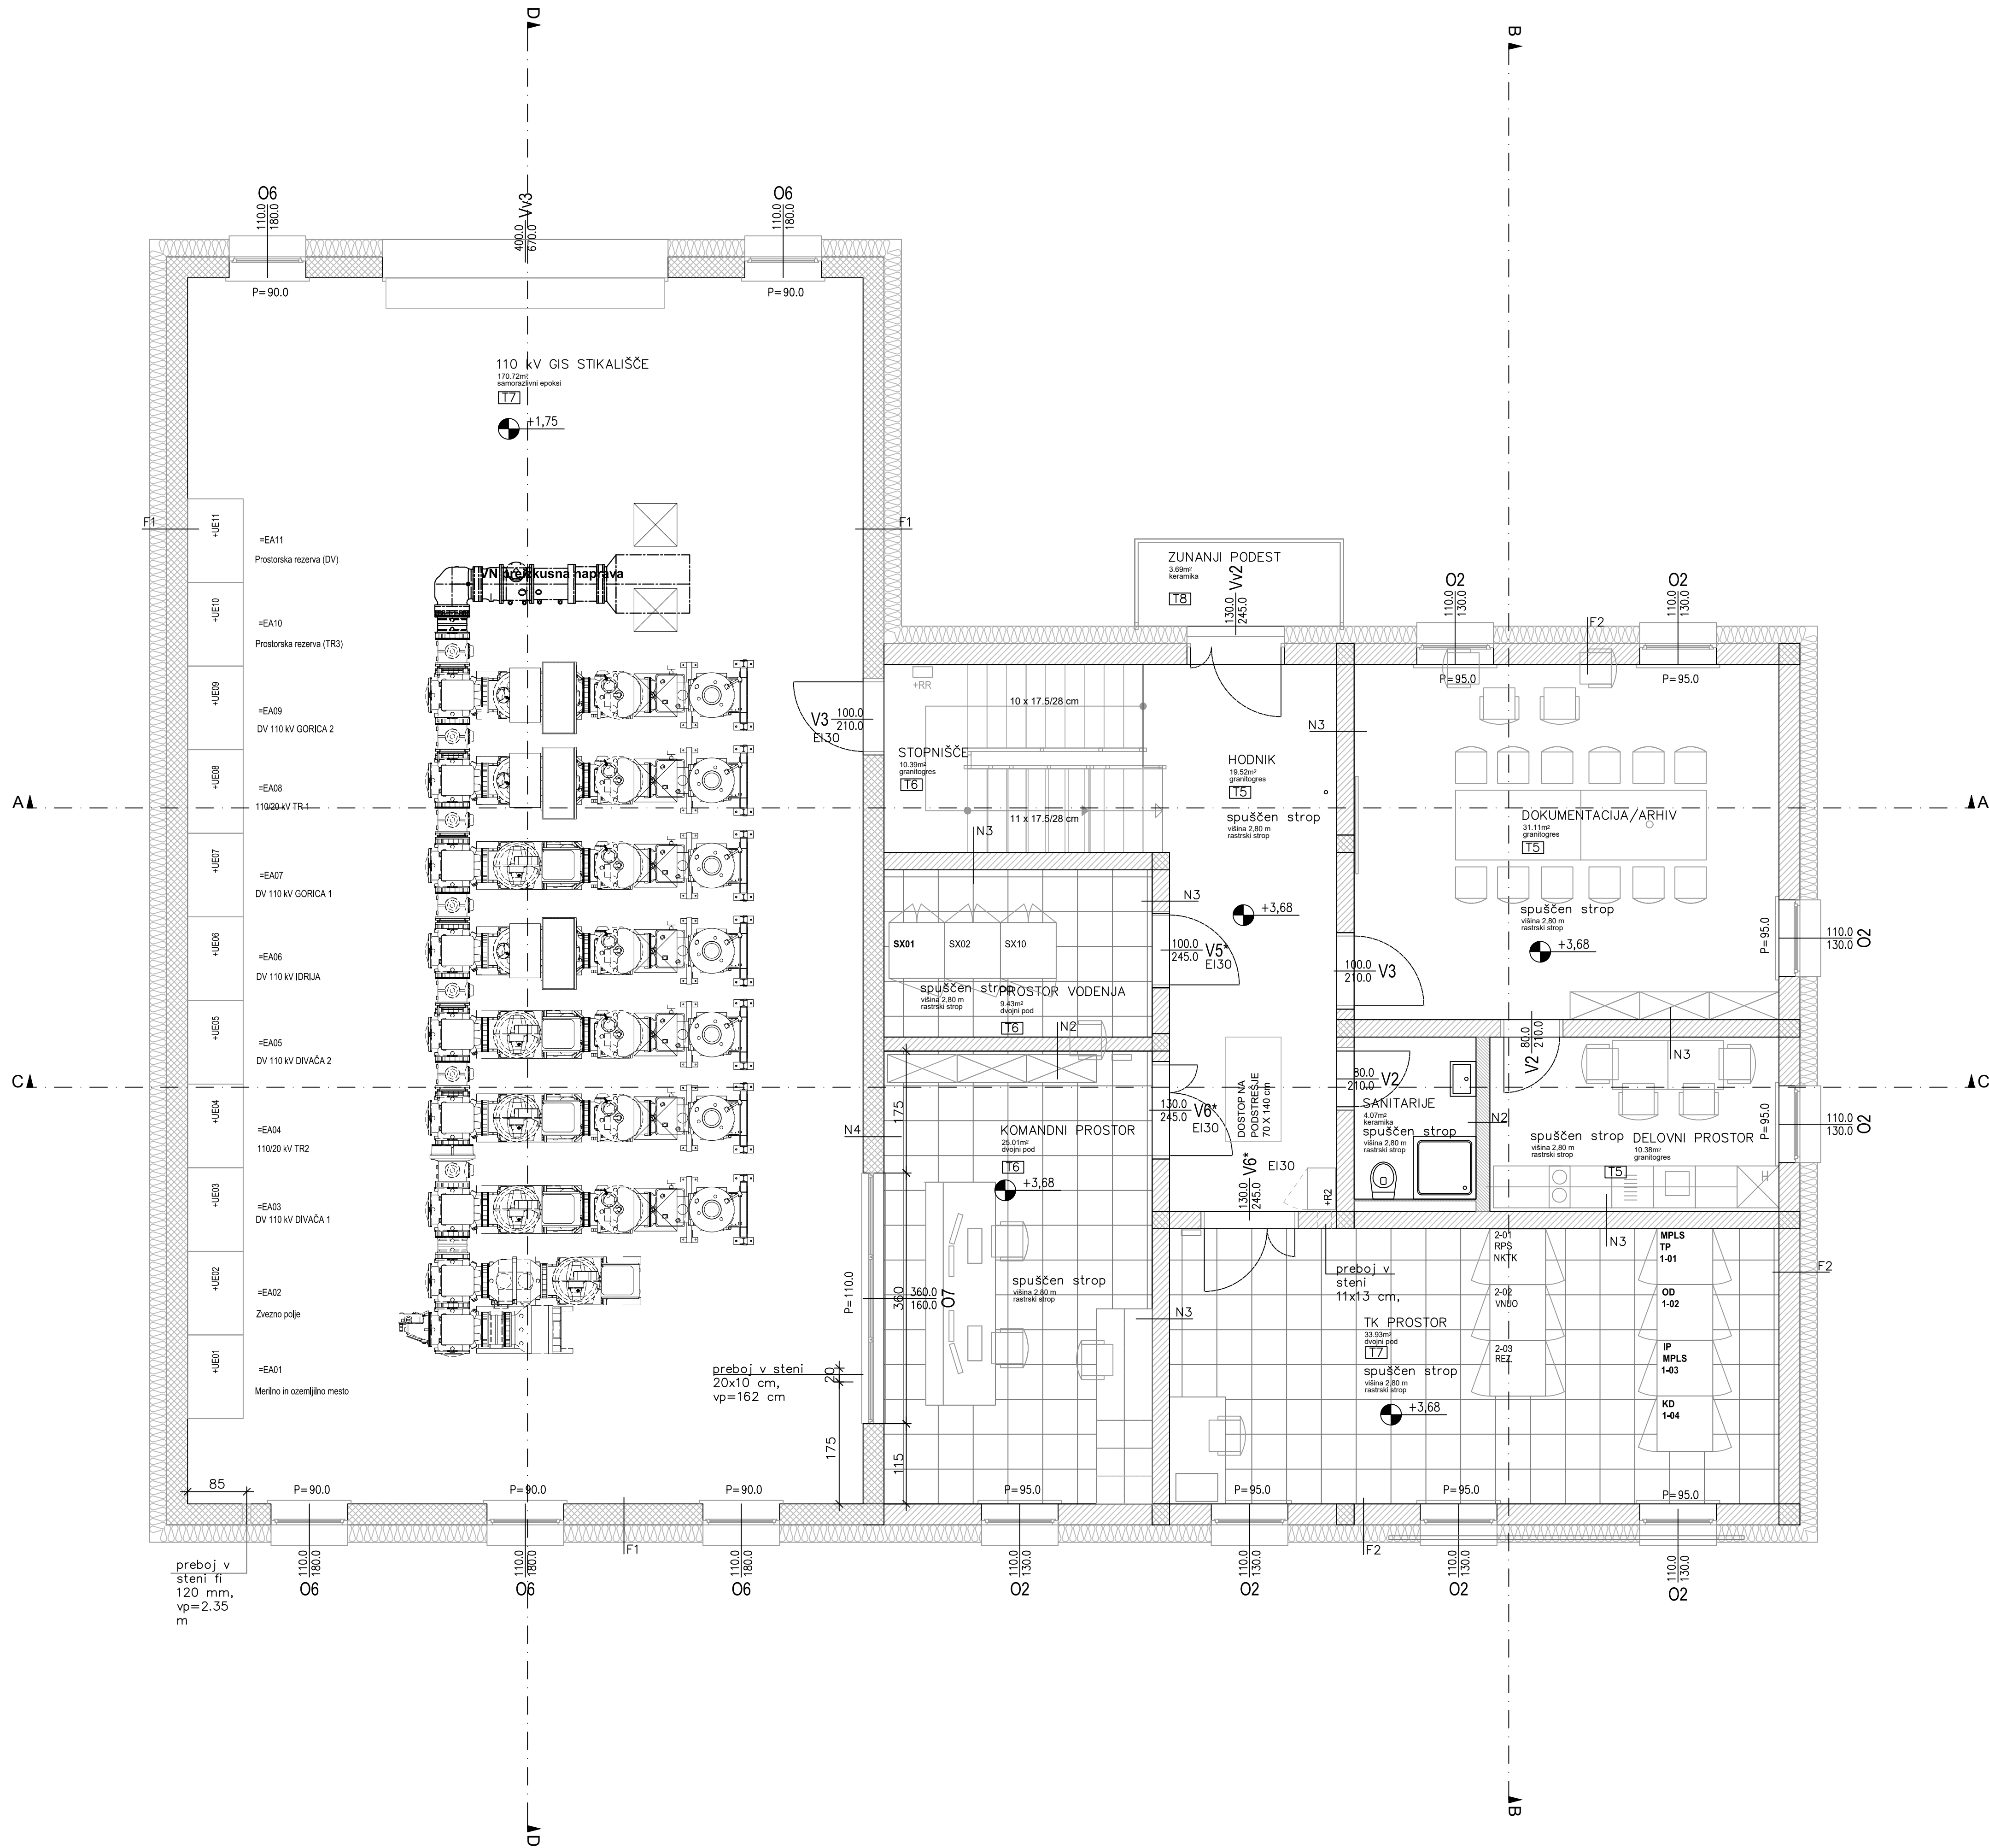 D
B
O6
110.0
180.0
Vv3
400.0
670.0
O6
110.0
180.0
P=90.0
P=90.0
110 kV GIS STIKALIŠČE
170.72m²
samorazlivni epoksi
T7
+1,75
F1
F1
+UE11
=EA11
Prostorska rezerva (DV)
VN preizkusna naprava
+UE10
=EA10
Prostorska rezerva (TR3)
+UE09
=EA09
DV 110 kV GORICA 2
+UE08
=EA08
110/20 kV TR 1
+UE07
=EA07
DV 110 kV GORICA 1
+UE06
=EA06
DV 110 kV IDRIJA
+UE05
=EA05
DV 110 kV DIVAČA 2
+UE04
=EA04
110/20 kV TR2
+UE03
=EA03
DV 110 kV DIVAČA 1
+UE02
=EA02
Zvezno polje
+UE01
=EA01
Merilno in ozemljilno mesto
A
A
C
C
ZUNANJI PODEST
3.69m²
keramika
T8
130.0
245.0
Vv2
O2
110.0
130.0
O2
110.0
130.0
F2
P=95.0
P=95.0
+RR
10 x 17.5/28 cm
V3
100.0
210.0
EI30
STOPNIŠČE
10.39m²
granitogres
T6
11 x 17.5/28 cm
N3
N3
HODNIK
19.52m²
granitogres
T5
spuščen strop
višina 2,80 m
rastrski strop
DOKUMENTACIJA/ARHIV
31.11m²
granitogres
T5
spuščen strop
višina 2,80 m
rastrski strop
+3,68
P=95.0
110.0
130.0
O2
N3
+3,68
SX01
SX02
SX10
100.0
245.0
V5*
EI30
100.0
210.0
V3
spuščen strop
višina 2,80 m
rastrski strop
PROSTOR VODENJA
9.43m²
dvojni pod
T6
N2
V2
80.0
210.0
N3
80.0
210.0
V2
DOSTOP NA
PODSTREŠJE
70 X 140 cm
SANITARIJE
4.07m²
keramika
spuščen strop
višina 2,80 m
rastrski strop
N2
spuščen strop
višina 2,80 m
rastrski strop
DELOVNI PROSTOR
10.38m²
granitogres
T5
H
P=95.0
110.0
130.0
O2
175
N4
130.0
245.0
V6*
EI30
KOMANDNI PROSTOR
25.01m²
dvojni pod
T6
+3,68
EI30
130.0
245.0
V6*
+R2
N3
P=110.0
360
360.0
160.0
O7
spuščen strop
višina 2,80 m
rastrski strop
N3
preboj v
steni
11x13 cm,
TK PROSTOR
33.93m²
dvojni pod
T7
spuščen strop
višina 2,80 m
rastrski strop
+3,68
2-01
RPS
NKTK
2-02
VNUO
2-03
REZ.
MPLS
TP
1-01
OD
1-02
IP
MPLS
1-03
KD
1-04
F2
preboj v steni
20x10 cm,
vp=162 cm
20
175
115
85
P=90.0
P=90.0
P=90.0
P=95.0
P=95.0
P=95.0
P=95.0
preboj v
steni fi
120 mm,
vp=2.35
m
110.0
180.0
O6
110.0
180.0
O6
F1
110.0
180.0
O6
110.0
130.0
O2
110.0
130.0
O2
F2
110.0
130.0
O2
110.0
130.0
O2
D
B